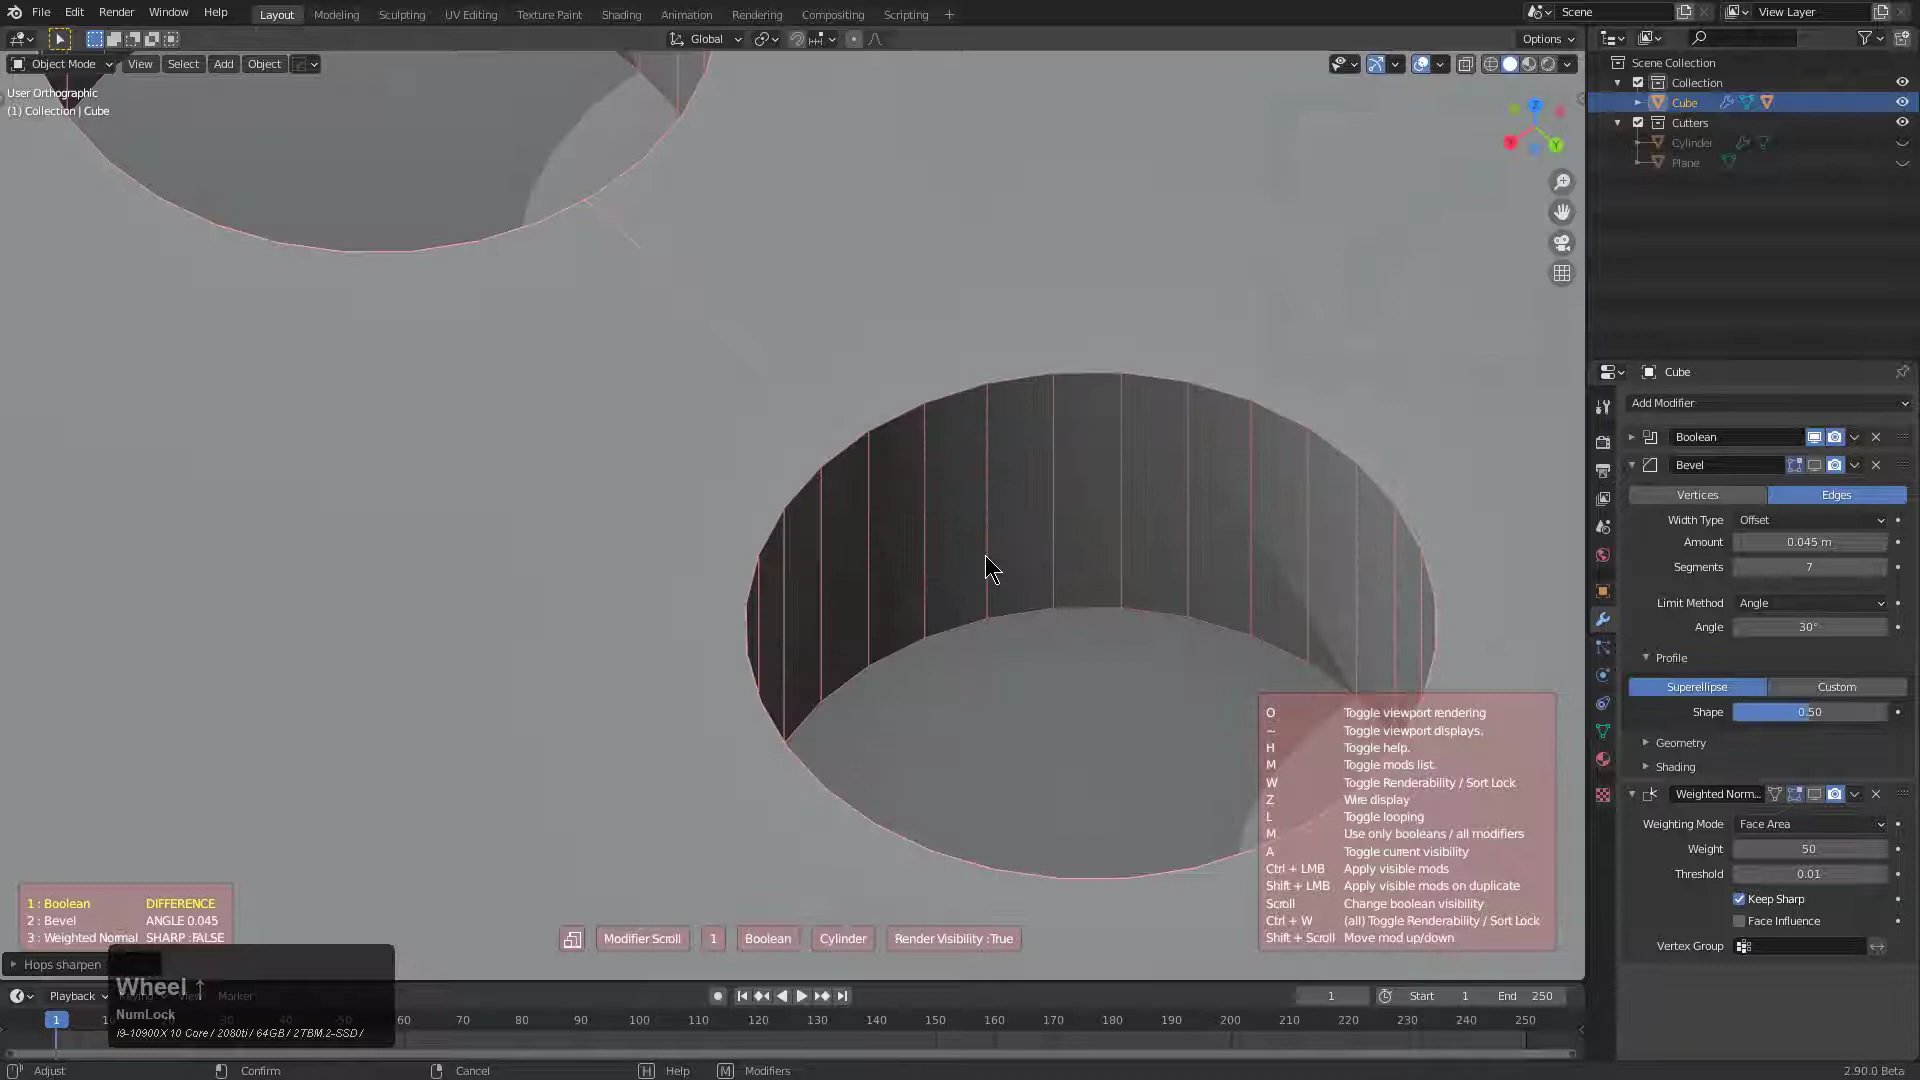 File Edit Render Window Help Layout Modeling Sculpting UV Editing Texture Paint Shading Animation Rendering Compositing Scripting + Scene View Layer
Global Options
Object Mode View Select Add Object
User Orthographic
(1) Collection | Cube
Z
Y
X
Scene Collection
Collection
Cube
Cutters
Cylinder
Plane
Cube
Add Modifier
Boolean
Bevel
Vertices Edges
Width Type Offset
Amount 0.045 m
Segments 7
Limit Method Angle
Angle 30°
Profile
Superellipse Custom
Shape 0.50
Geometry
Shading
Weighted Norm...
Weighting Mode Face Area
Weight 50
Threshold 0.01
Keep Sharp
Face Influence
Vertex Group
O Toggle viewport rendering
~ Toggle viewport displays.
H Toggle help.
M Toggle mods list.
W Toggle Renderability / Sort Lock
Z Wire display
L Toggle looping
M Use only booleans / all modifiers
A Toggle current visibility
Ctrl + LMB Apply visible mods
Shift + LMB Apply visible mods on duplicate
Scroll Change boolean visibility
Ctrl + W (all) Toggle Renderability / Sort Lock
Shift + Scroll Move mod up/down
1 : Boolean DIFFERENCE
2 : Bevel ANGLE 0.045
3 : Weighted Normal SHARP :FALSE
Modifier Scroll 1 Boolean Cylinder Render Visibility :True
Hops sharpen
Wheel ↑
NumLock
i9-10900X 10 Core / 2080ti / 64GB / 2TBM.2-SSD /
Playback Keying View Marker 1 Start 1 End 250
1 60 70 80 90 100 110 120 130 140 150 160 170 180 190 200 210 220 230 240 250
Adjust Confirm Cancel H Help M Modifiers 2.90.0 Beta